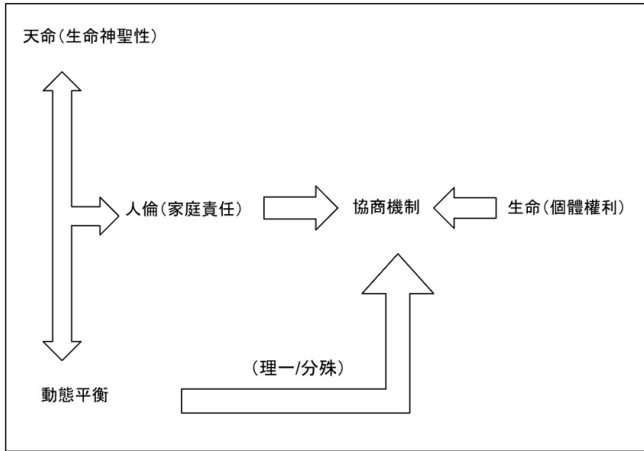 天命(生命神聖性)
人倫(家庭責任)
協商機制
生命(個體權利)
(理一/分殊)
動態平衡